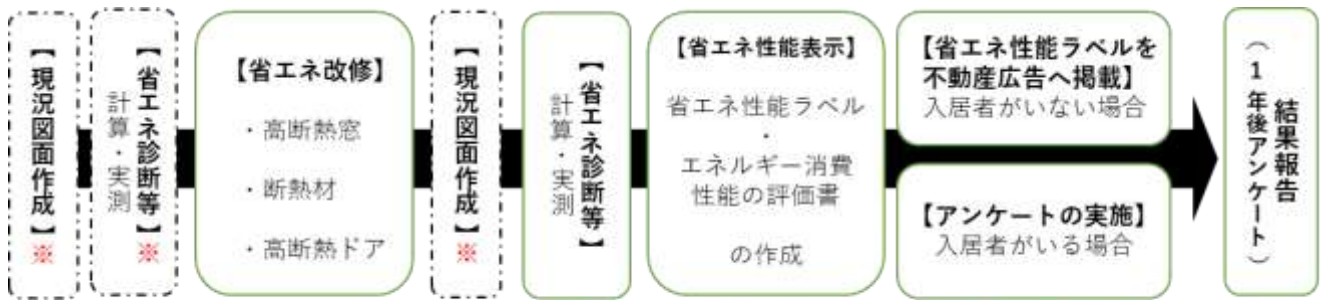 【現況図面作成】※
【省エネ診断等】※
計算・実測
【省エネ改修】
・高断熱窓
・断熱材
・高断熱ドア
【現況図面作成】※
【省エネ診断等】
計算・実測
【省エネ性能表示】
省エネ性能ラベル
・
エネルギー消費
性能の評価書
の作成
【省エネ性能ラベルを
不動産広告へ掲載】
入居者がいない場合
【アンケートの実施】
入居者がいる場合
結果報告
（１年後アンケート）